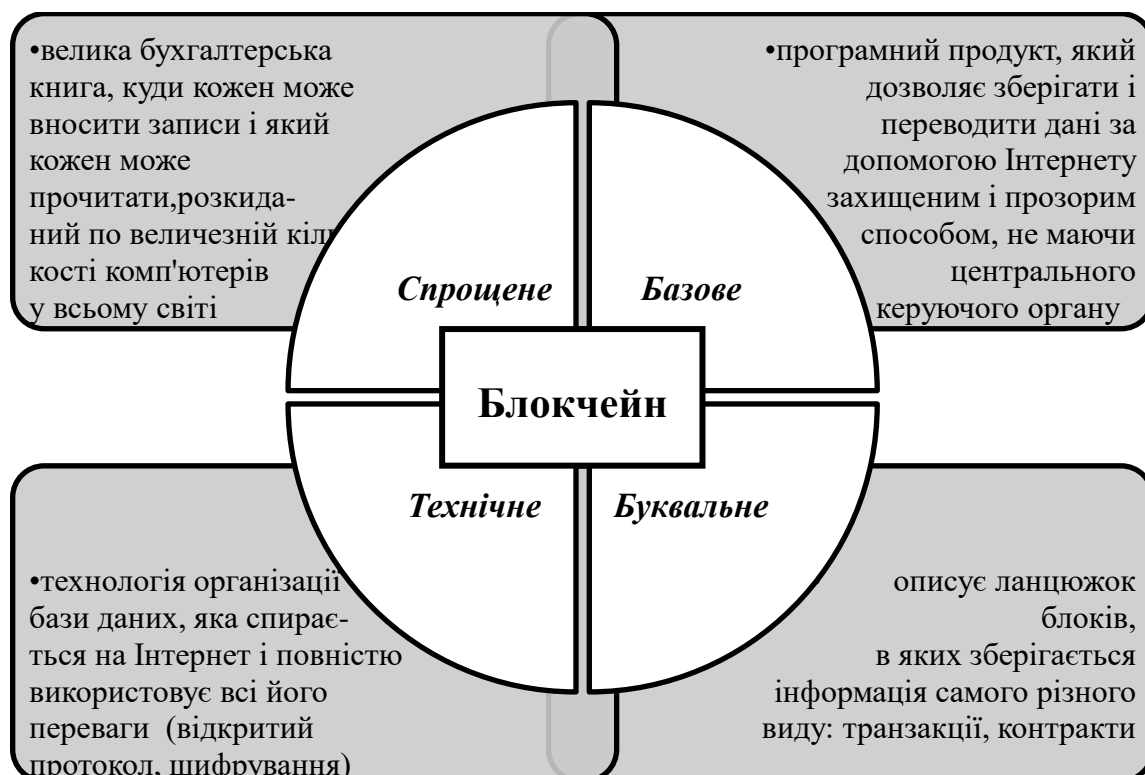 •велика бухгалтерська
книга, куди кожен може
вносити записи і який
кожен може
прочитати,розкида-
ний по величезній кіль
кості комп'ютерів
у всьому світі
•програмний продукт, який
дозволяє зберігати і
переводити дані за
допомогою Інтернету
захищеним і прозорим
способом, не маючи
центрального
керуючого органу
Спрощене
Базове
Блокчейн
Технічне
Буквальне
•технологія організації
бази даних, яка спирає-
ться на Інтернет і повністю
використовує всі його
переваги (відкритий
протокол, шифрування)
описує ланцюжок
блоків,
в яких зберігається
інформація самого різного
виду: транзакції, контракти